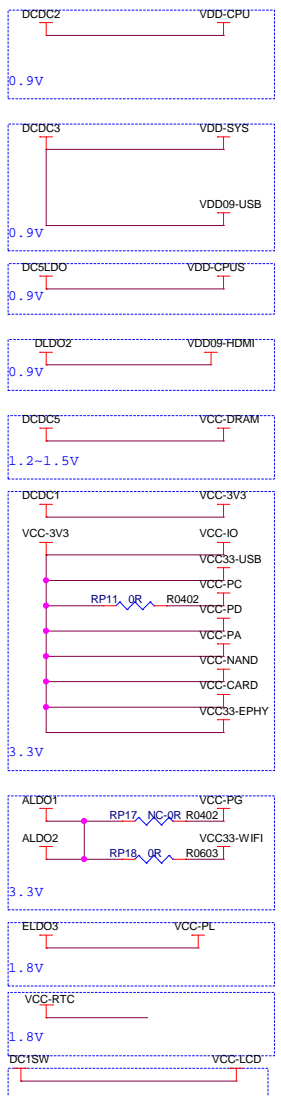 DCDC2 VDD-CPU
0.9V
DCDC3 VDD-SYS
VDD09-USB
0.9V
DC5LDO VDD-CPUS
0.9V
DLDO2 VDD09-HDMI
0.9V
DCDC5 VCC-DRAM
1.2~1.5V
DCDC1 VCC-3V3
VCC-3V3 VCC-IO
VCC33-USB
VCC-PC
RP11 0R R0402
VCC-PD
VCC-PA
VCC-NAND
VCC-CARD
VCC33-EPHY
3.3V
ALDO1 VCC-PG
RP17 NC-0R R0402
ALDO2 VCC33-WIFI
RP18 0R R0603
3.3V
ELDO3 VCC-PL
1.8V
VCC-RTC
1.8V
DC1SW VCC-LCD